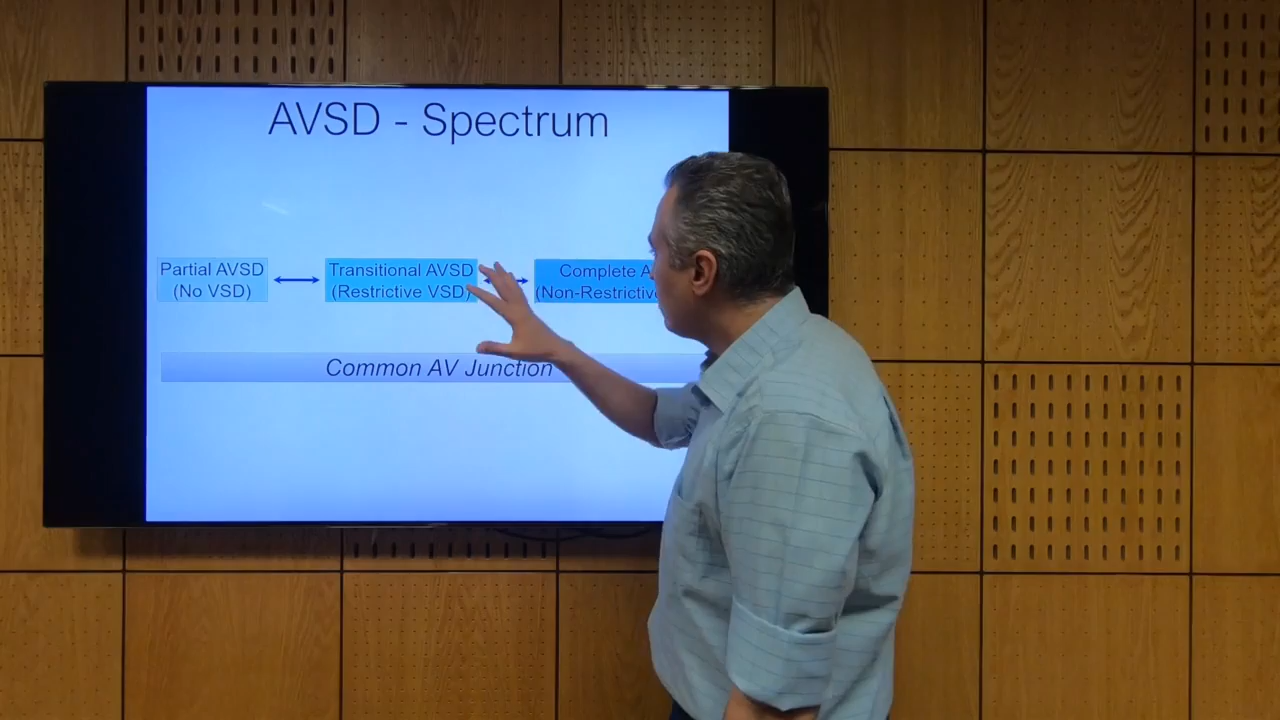 AVSD - Spectrum
Partial AVSD
(No VSD)
Transitional AVSD
(Restrictive VSD)
Complete A
(Non-Restrictive
Common AV Junction